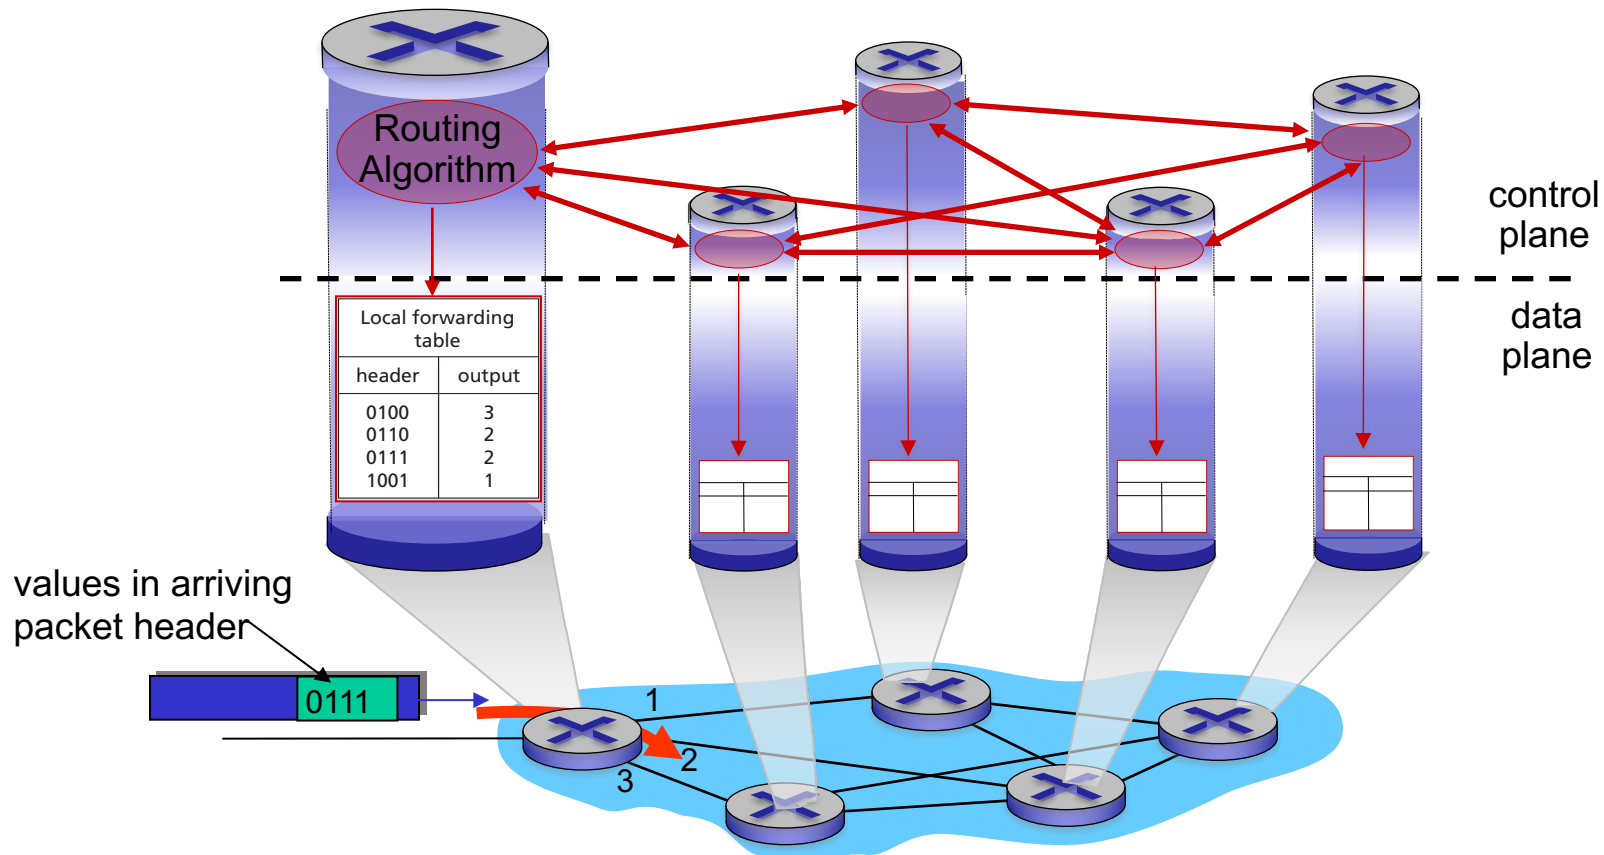 Routing
Algorithm
control
plane
data
plane
Local forwarding
table
header output
0100 3
0110 2
0111 2
1001 1
values in arriving
packet header
0111
1
2
3